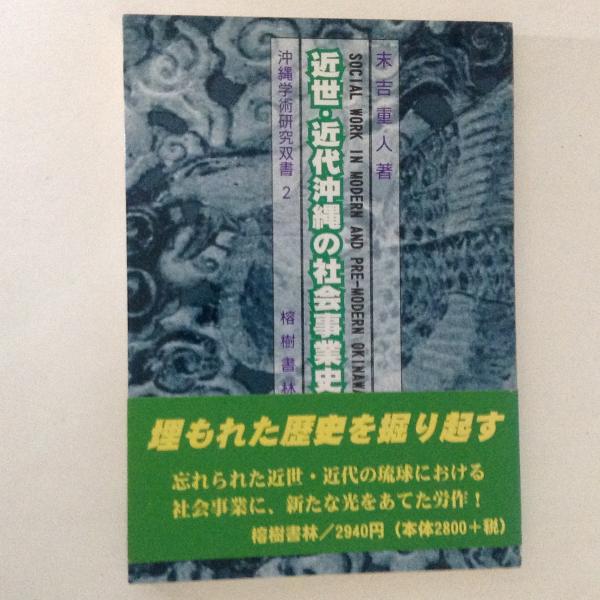 末吉重人著
SOCIAL WORK IN MODERN AND PRE-MODERN OKINAWA
近世・近代沖縄の社会事業史
沖縄学術研究双書 2
榕樹書林
埋もれた歴史を掘り起す
忘れられた近世・近代の琉球における
社会事業に、新たな光をあてた労作！
榕樹書林／2940円（本体2800＋税）